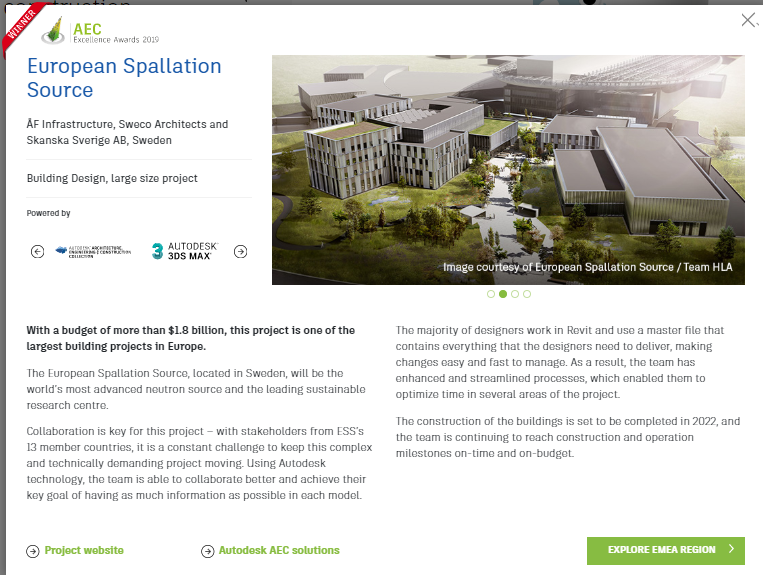 construction
WINNER
AEC
Excellence Awards 2019
European Spallation
Source
ÅF Infrastructure, Sweco Architects and
Skanska Sverige AB, Sweden
Building Design, large size project
Powered by
AUTODESK® ARCHITECTURE,
ENGINEERING & CONSTRUCTION
COLLECTION
3
AUTODESK®
3DS MAX®
Image courtesy of European Spallation Source / Team HLA
With a budget of more than $1.8 billion, this project is one of the
largest building projects in Europe.
The European Spallation Source, located in Sweden, will be the
world's most advanced neutron source and the leading sustainable
research centre.
Collaboration is key for this project – with stakeholders from ESS's
13 member countries, it is a constant challenge to keep this complex
and technically demanding project moving. Using Autodesk
technology, the team is able to collaborate better and achieve their
key goal of having as much information as possible in each model.
The majority of designers work in Revit and use a master file that
contains everything that the designers need to deliver, making
changes easy and fast to manage. As a result, the team has
enhanced and streamlined processes, which enabled them to
optimize time in several areas of the project.
The construction of the buildings is set to be completed in 2022, and
the team is continuing to reach construction and operation
milestones on-time and on-budget.
Project website
Autodesk AEC solutions
EXPLORE EMEA REGION